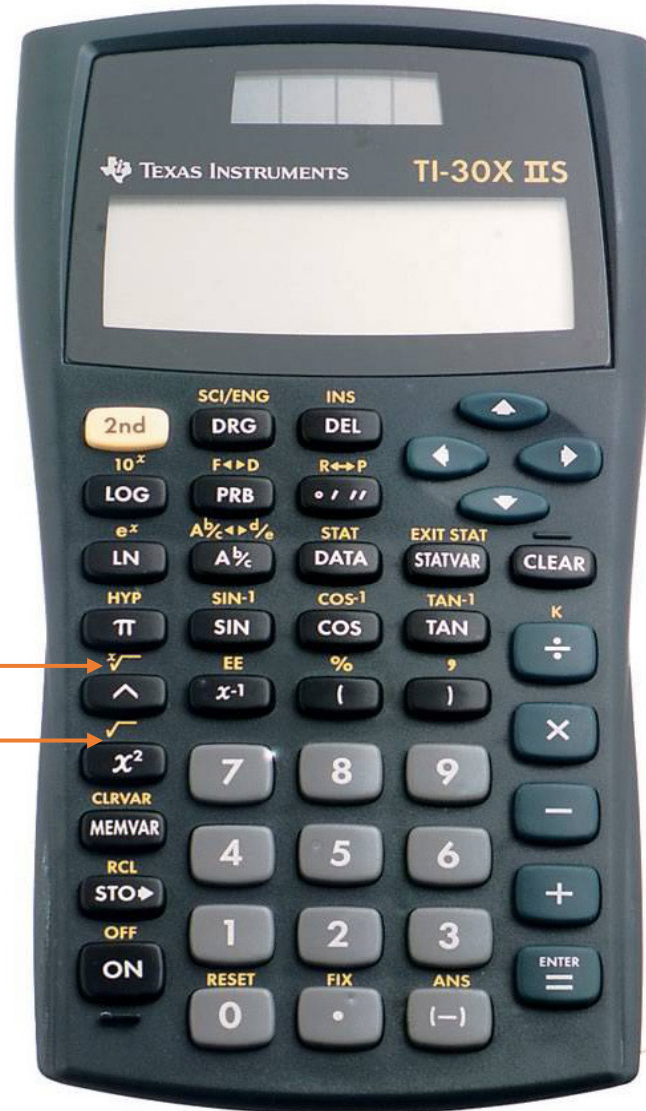 TEXAS INSTRUMENTS TI-30X IIS
SCI/ENG INS
2nd DRG DEL
10ˣ F◂▸D R◂▸P
LOG PRB ° ′ ″
eˣ Aᵇ⁄c◂▸ᵈ⁄e STAT EXIT STAT
LN Aᵇ⁄c DATA STATVAR CLEAR
HYP SIN-1 COS-1 TAN-1 K
π SIN COS TAN ÷
ˣ√ EE % ,
^ x-1 ( )
√ ×
x² 7 8 9
CLRVAR −
MEMVAR 4 5 6
RCL
STO▸ +
OFF 1 2 3
ON ENTER
RESET FIX ANS =
0 . (−)